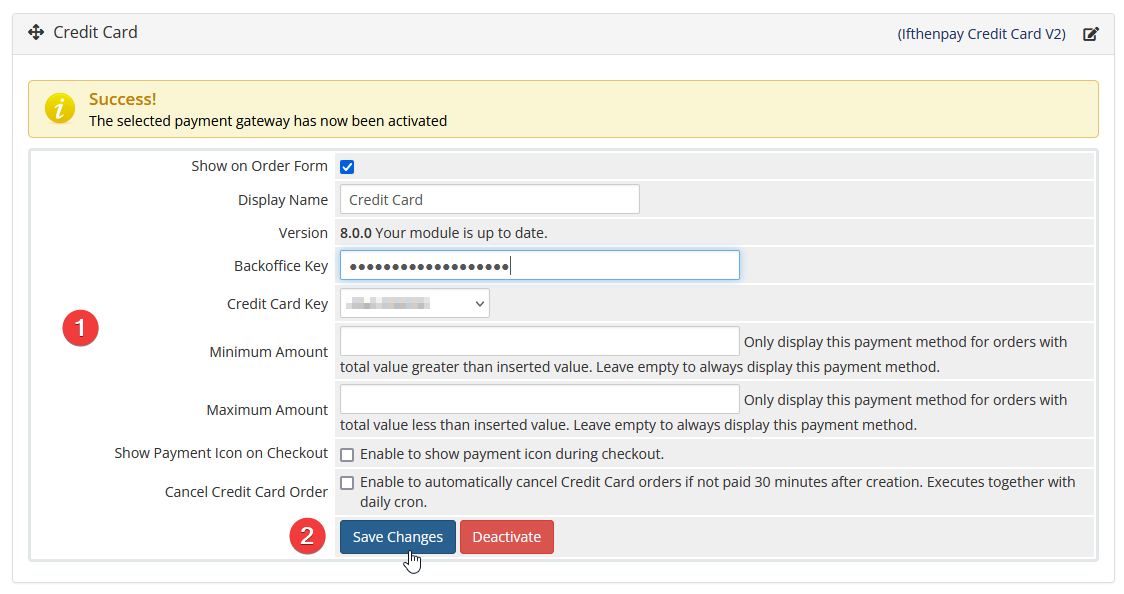 Credit Card
(Ifthenpay Credit Card V2)
Success!
The selected payment gateway has now been activated
Show on Order Form
Display Name
Credit Card
Version
8.0.0 Your module is up to date.
Backoffice Key
Credit Card Key
1
Minimum Amount
Only display this payment method for orders with
total value greater than inserted value. Leave empty to always display this payment method.
Maximum Amount
Only display this payment method for orders with
total value less than inserted value. Leave empty to always display this payment method.
Show Payment Icon on Checkout
Enable to show payment icon during checkout.
Cancel Credit Card Order
Enable to automatically cancel Credit Card orders if not paid 30 minutes after creation. Executes together with
daily cron.
2
Save Changes
Deactivate